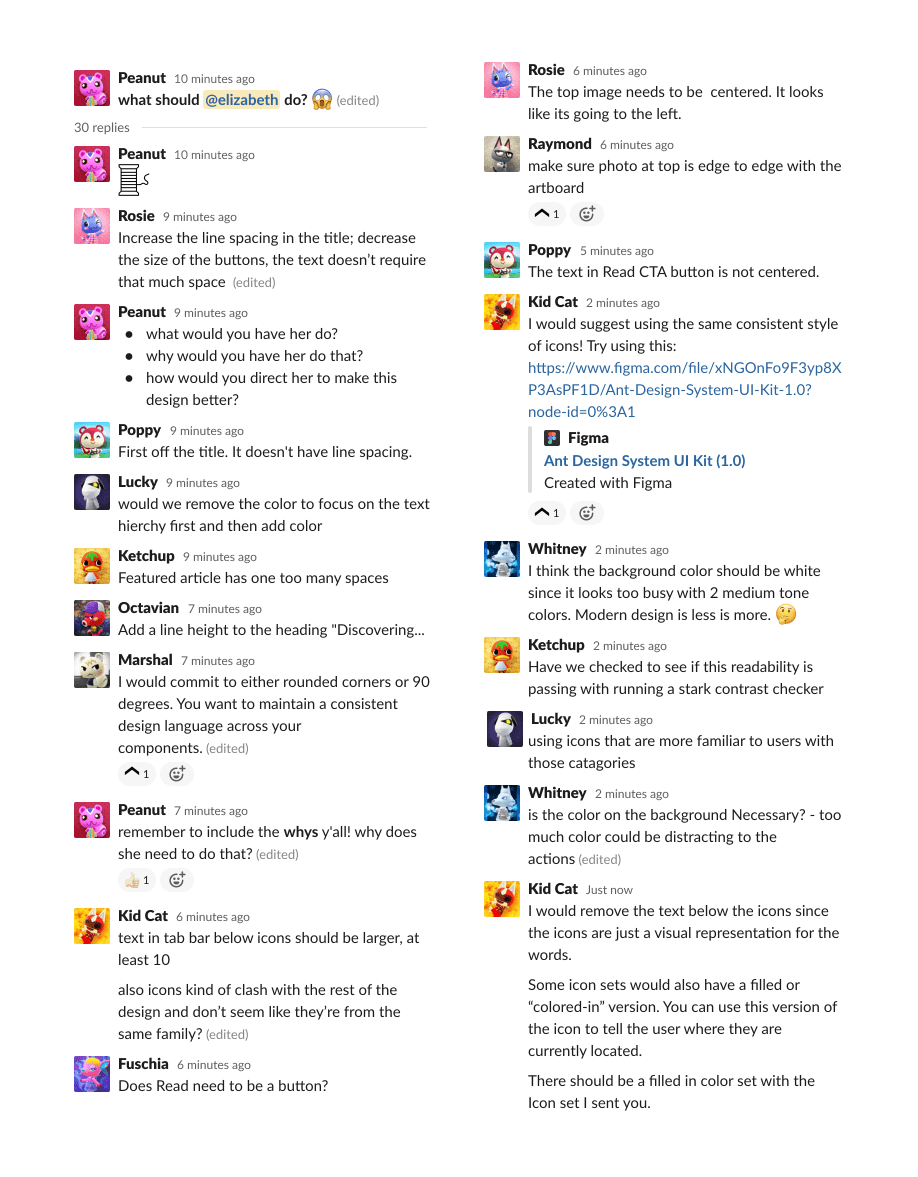 Peanut 10 minutes ago
what should @elizabeth do? 😱 (edited)
30 replies
Peanut 10 minutes ago
Rosie 9 minutes ago
Increase the line spacing in the title; decrease
the size of the buttons, the text doesn’t require
that much space (edited)
Peanut 9 minutes ago
● what would you have her do?
● why would you have her do that?
● how would you direct her to make this
design better?
Poppy 9 minutes ago
First off the title. It doesn't have line spacing.
Lucky 9 minutes ago
would we remove the color to focus on the text
hierchy first and then add color
Ketchup 9 minutes ago
Featured article has one too many spaces
Octavian 7 minutes ago
Add a line height to the heading "Discovering...
Marshal 7 minutes ago
I would commit to either rounded corners or 90
degrees. You want to maintain a consistent
design language across your
components. (edited)
1
Peanut 7 minutes ago
remember to include the whys y'all! why does
she need to do that? (edited)
👍 1
Kid Cat 6 minutes ago
text in tab bar below icons should be larger, at
least 10
also icons kind of clash with the rest of the
design and don’t seem like they’re from the
same family? (edited)
Fuschia 6 minutes ago
Does Read need to be a button?
Rosie 6 minutes ago
The top image needs to be  centered. It looks
like its going to the left.
Raymond 6 minutes ago
make sure photo at top is edge to edge with the
artboard
1
Poppy 5 minutes ago
The text in Read CTA button is not centered.
Kid Cat 2 minutes ago
I would suggest using the same consistent style
of icons! Try using this:
https://www.figma.com/file/xNGOnFo9F3yp8X
P3AsPF1D/Ant-Design-System-UI-Kit-1.0?
node-id=0%3A1
Figma
Ant Design System UI Kit (1.0)
Created with Figma
1
Whitney 2 minutes ago
I think the background color should be white
since it looks too busy with 2 medium tone
colors. Modern design is less is more. 🤔
Ketchup 2 minutes ago
Have we checked to see if this readability is
passing with running a stark contrast checker
Lucky 2 minutes ago
using icons that are more familiar to users with
those catagories
Whitney 2 minutes ago
is the color on the background Necessary? - too
much color could be distracting to the
actions (edited)
Kid Cat Just now
I would remove the text below the icons since
the icons are just a visual representation for the
words.
Some icon sets would also have a filled or
“colored-in” version. You can use this version of
the icon to tell the user where they are
currently located.
There should be a filled in color set with the
Icon set I sent you.